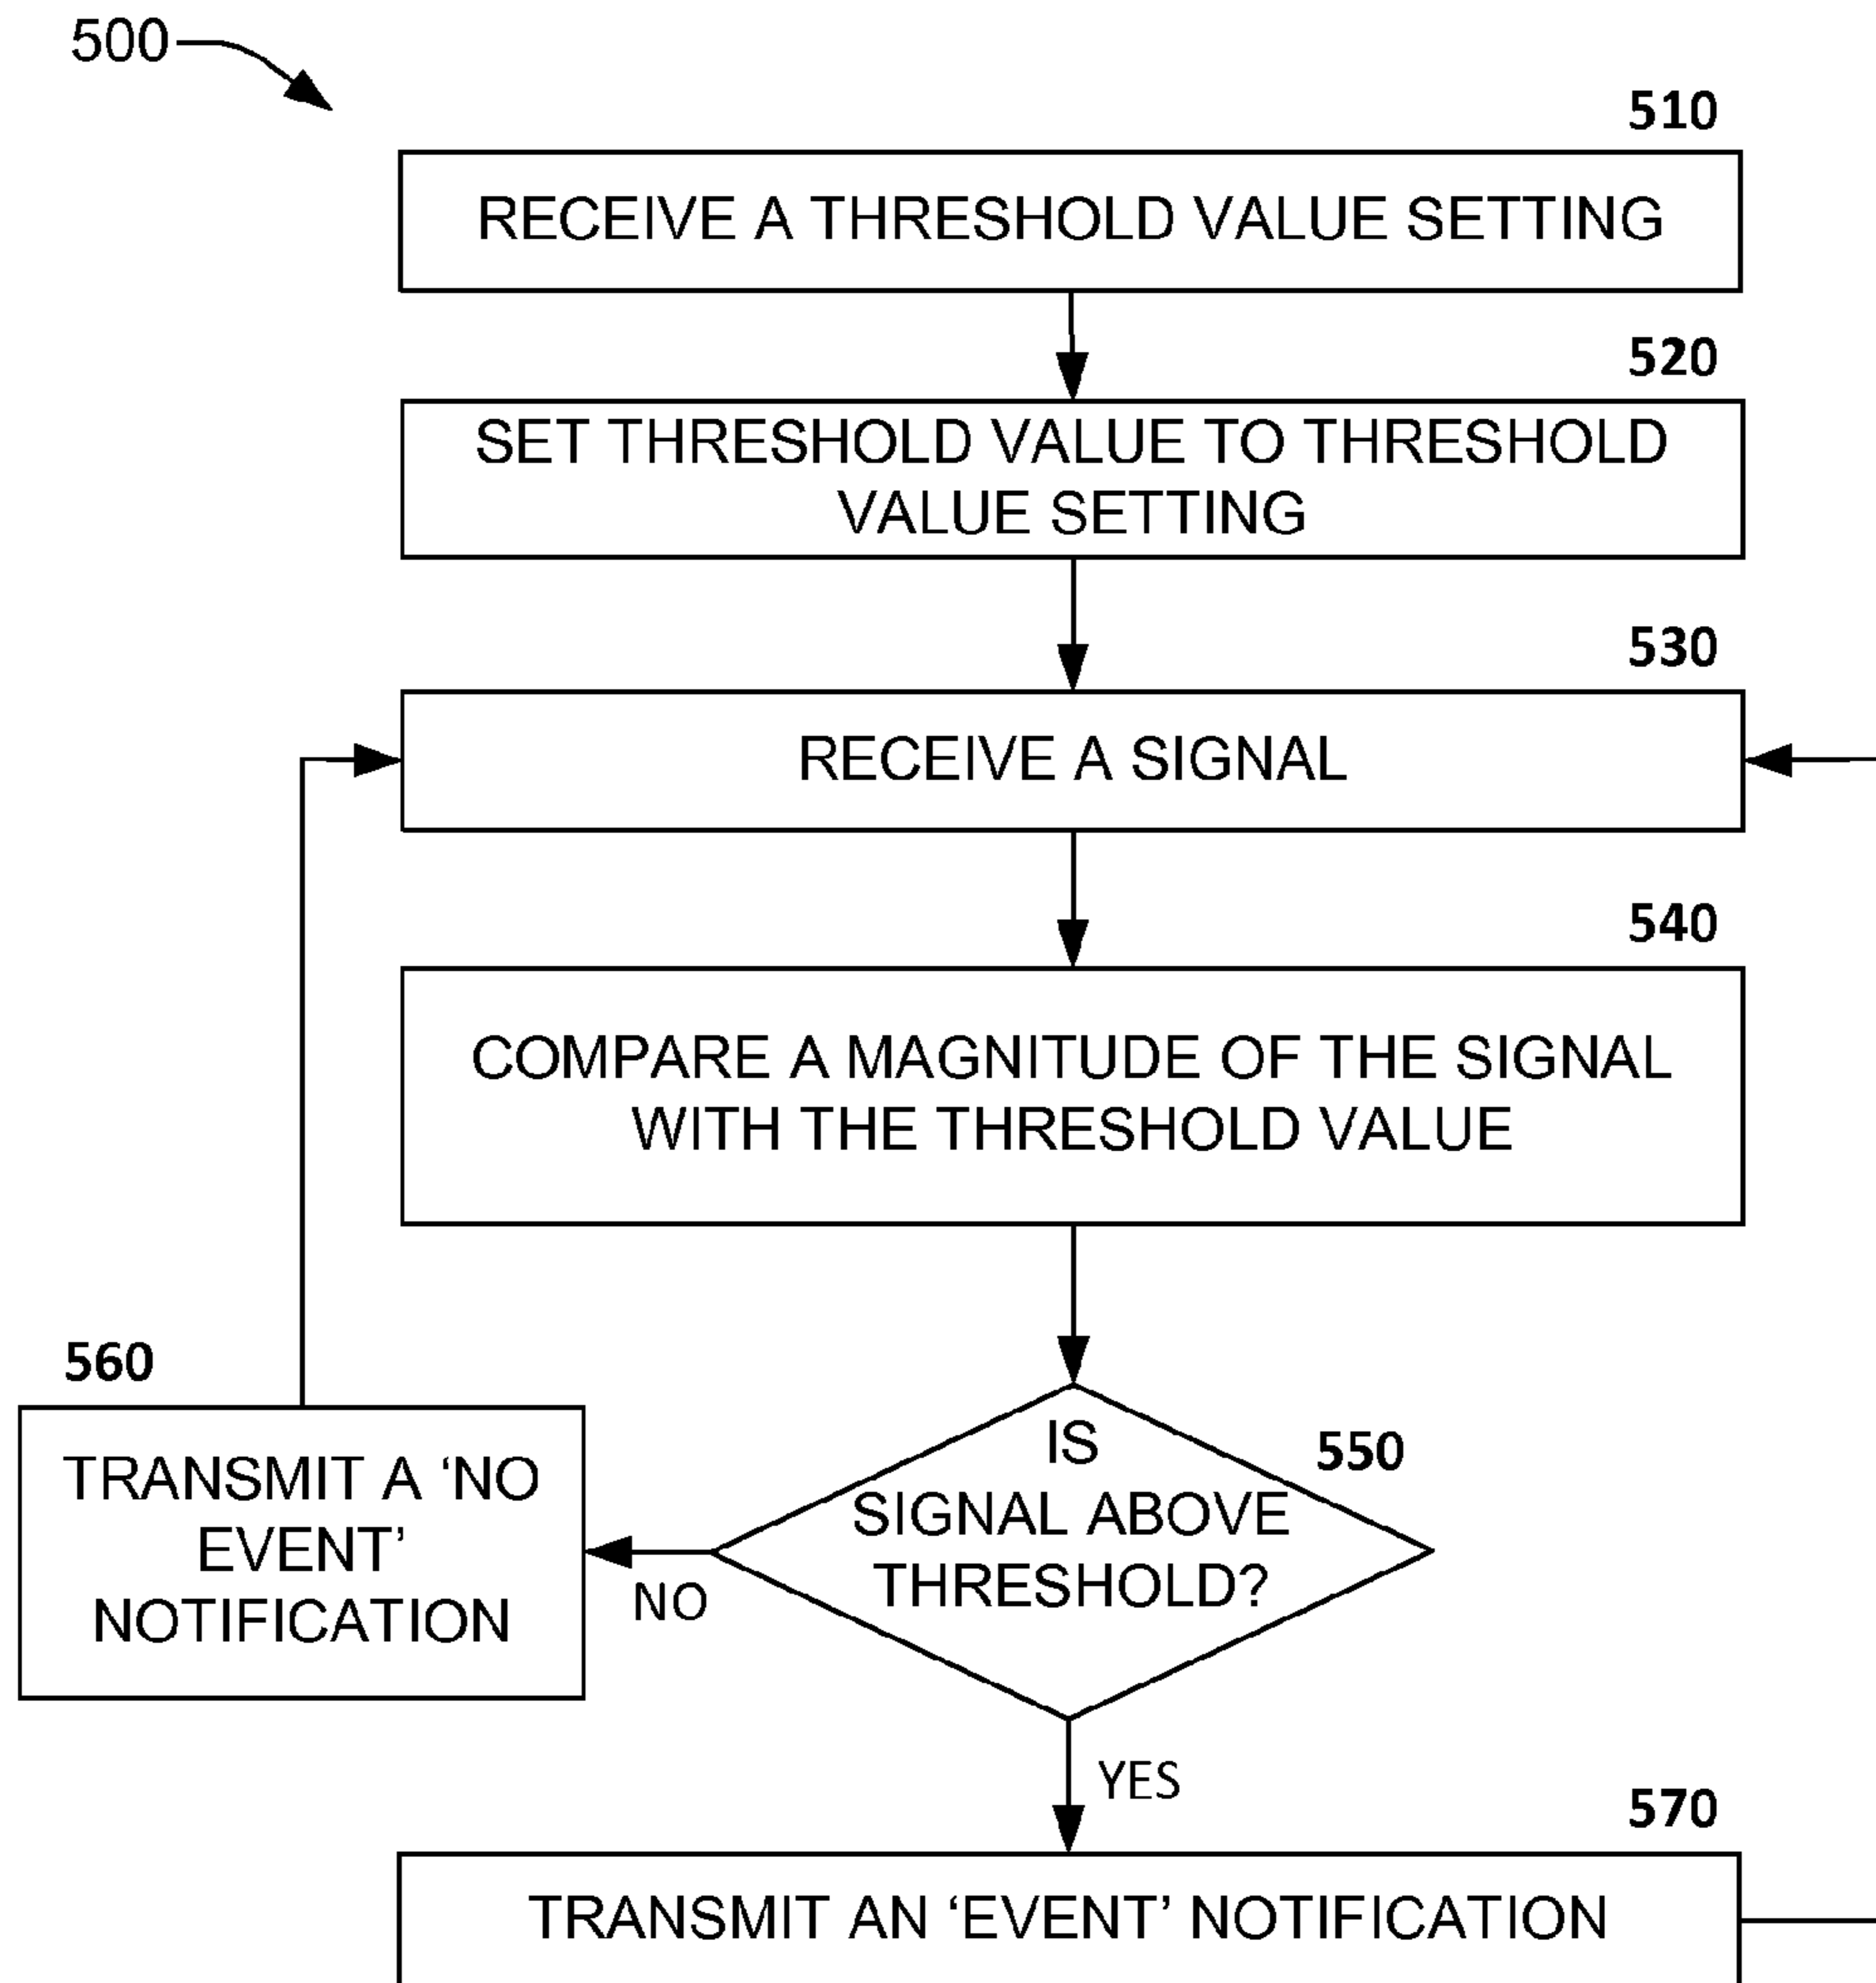 500
510
RECEIVE A THRESHOLD VALUE SETTING
520
SET THRESHOLD VALUE TO THRESHOLD
VALUE SETTING
530
RECEIVE A SIGNAL
540
COMPARE A MAGNITUDE OF THE SIGNAL
WITH THE THRESHOLD VALUE
550
IS
SIGNAL ABOVE
THRESHOLD?
NO
560
TRANSMIT A ‘NO
EVENT’
NOTIFICATION
YES
570
TRANSMIT AN ‘EVENT’ NOTIFICATION